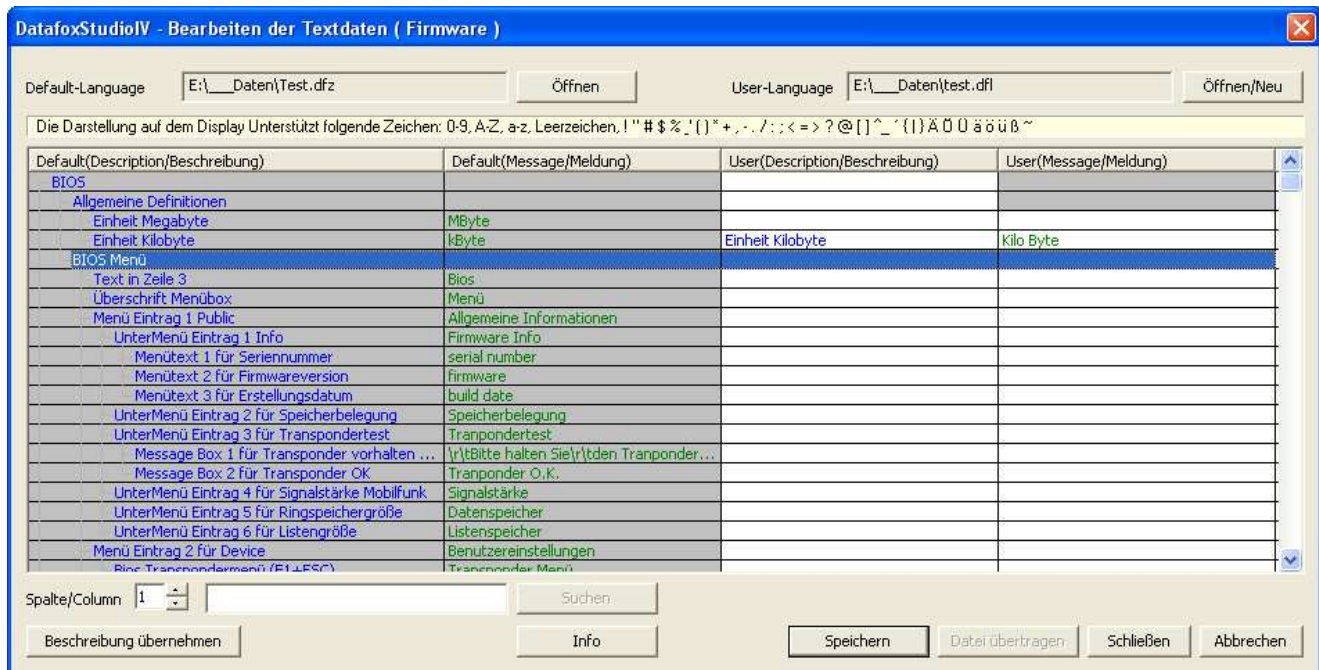 DatafoxStudioIV - Bearbeiten der Textdaten ( Firmware )
Default-Language E:\___Daten\Test.dfz Öffnen User-Language E:\___Daten\test.dfl Öffnen/Neu
Die Darstellung auf dem Display Unterstützt folgende Zeichen: 0-9, A-Z, a-z, Leerzeichen, ! " # $ % ,' ( ) * + , - . / : ; < = > ? @ [ ] ^ _ ´ { | } Ä Ö Ü ä ö ü ß ~
Default(Description/Beschreibung) Default(Message/Meldung) User(Description/Beschreibung) User(Message/Meldung)
BIOS
Allgemeine Definitionen
Einheit Megabyte MByte
Einheit Kilobyte kByte Einheit Kilobyte Kilo Byte
BIOS Menü
Text in Zeile 3 Bios
Überschrift Menübox Menü
Menü Eintrag 1 Public Allgemeine Informationen
UnterMenü Eintrag 1 Info Firmware Info
Menütext 1 für Seriennummer serial number
Menütext 2 für Firmwareversion firmware
Menütext 3 für Erstellungsdatum build date
UnterMenü Eintrag 2 für Speicherbelegung Speicherbelegung
UnterMenü Eintrag 3 für Transpondertest Tranpondertest
Message Box 1 für Transponder vorhalten ... \r\tBitte halten Sie\r\tden Tranponder...
Message Box 2 für Transponder OK Tranponder O.K.
UnterMenü Eintrag 4 für Signalstärke Mobilfunk Signalstärke
UnterMenü Eintrag 5 für Ringspeichergröße Datenspeicher
UnterMenü Eintrag 6 für Listengröße Listenspeicher
Menü Eintrag 2 für Device Benutzereinstellungen
Bios Transpondermenü (F1+ESC) Transponder Menü
Spalte/Column 1 Suchen
Beschreibung übernehmen Info Speichern Datei übertragen Schließen Abbrechen